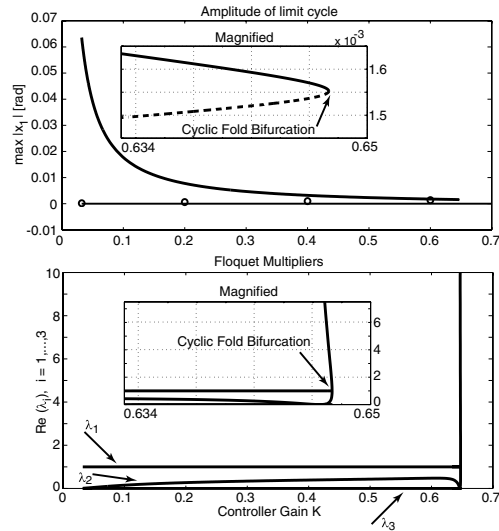 Amplitude of limit cycle
0.07
0.06
0.05
0.04
0.03
0.02
0.01
0
-0.01
max |x1| [rad]
Magnified
x 10^-3
1.6
1.5
Cyclic Fold Bifurcation
0.634
0.65
0 0.1 0.2 0.3 0.4 0.5 0.6 0.7
Floquet Multipliers
10
8
6
4
2
0
Re (λi), i = 1,...,3
Magnified
6
4
2
0
Cyclic Fold Bifurcation
0.634
0.65
λ1
λ2
0 0.1 0.2 0.3 0.4 0.5 0.6 0.7
Controller Gain K
λ3